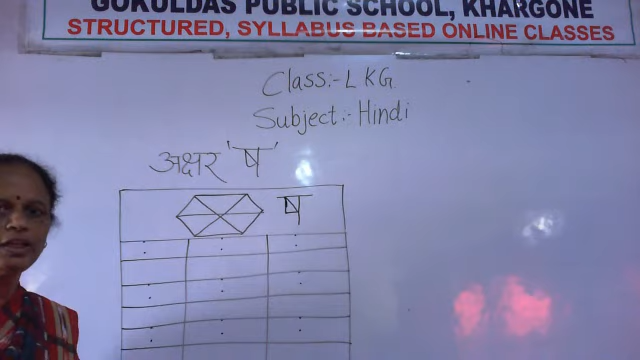 GOKULDAS PUBLIC SCHOOL, KHARGONE
STRUCTURED, SYLLABUS BASED ONLINE CLASSES
Class:- LKG
Subject:- Hindi
अक्षर 'ष'
ष